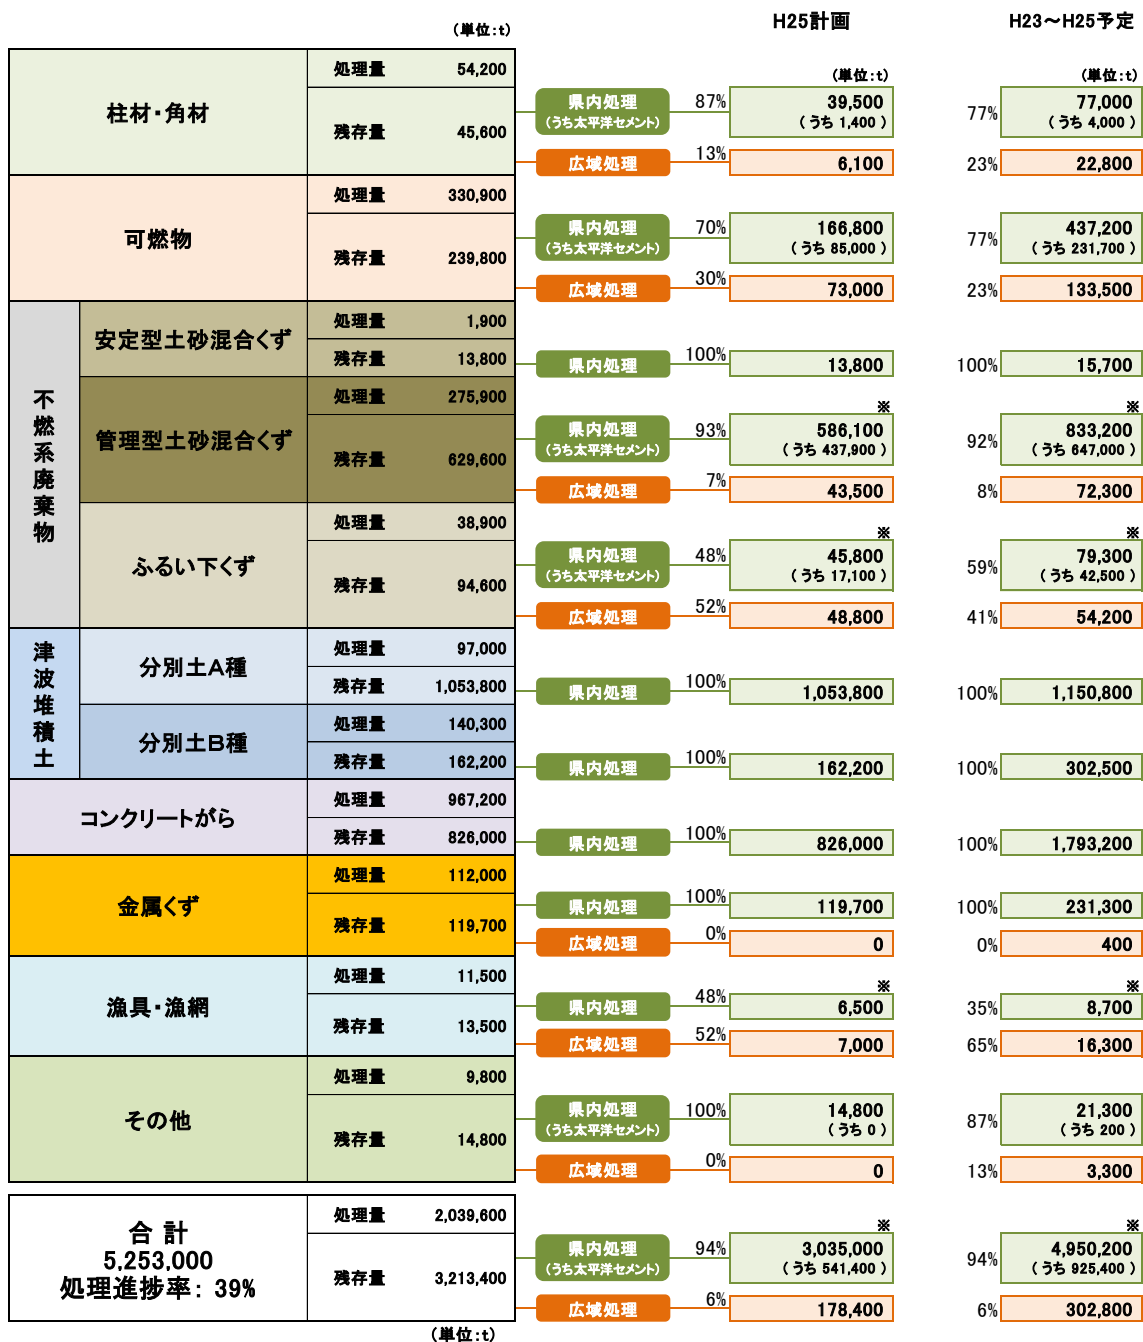 H25計画 H23～H25予定
(単位:t)
(単位:t) (単位:t)
柱材・角材
処理量 54,200
残存量 45,600
県内処理 (うち太平洋セメント) 87% 39,500 (うち 1,400) 77% 77,000 (うち 4,000)
広域処理 13% 6,100 23% 22,800
可燃物
処理量 330,900
残存量 239,800
県内処理 (うち太平洋セメント) 70% 166,800 (うち 85,000) 77% 437,200 (うち 231,700)
広域処理 30% 73,000 23% 133,500
不燃系廃棄物
安定型土砂混合くず
処理量 1,900
残存量 13,800
県内処理 100% 13,800 100% 15,700
管理型土砂混合くず
処理量 275,900
残存量 629,600
※ ※
県内処理 (うち太平洋セメント) 93% 586,100 (うち 437,900) 92% 833,200 (うち 647,000)
広域処理 7% 43,500 8% 72,300
ふるい下くず
処理量 38,900
残存量 94,600
※ ※
県内処理 (うち太平洋セメント) 48% 45,800 (うち 17,100) 59% 79,300 (うち 42,500)
広域処理 52% 48,800 41% 54,200
津波堆積土
分別土A種
処理量 97,000
残存量 1,053,800
県内処理 100% 1,053,800 100% 1,150,800
分別土B種
処理量 140,300
残存量 162,200
県内処理 100% 162,200 100% 302,500
コンクリートがら
処理量 967,200
残存量 826,000
県内処理 100% 826,000 100% 1,793,200
金属くず
処理量 112,000
残存量 119,700
県内処理 100% 119,700 100% 231,300
広域処理 0% 0 0% 400
漁具・漁網
処理量 11,500
残存量 13,500
※ ※
県内処理 48% 6,500 35% 8,700
広域処理 52% 7,000 65% 16,300
その他
処理量 9,800
残存量 14,800
県内処理 (うち太平洋セメント) 100% 14,800 (うち 0) 87% 21,300 (うち 200)
広域処理 0% 0 13% 3,300
合 計
5,253,000
処理進捗率: 39%
処理量 2,039,600
残存量 3,213,400
※ ※
県内処理 (うち太平洋セメント) 94% 3,035,000 (うち 541,400) 94% 4,950,200 (うち 925,400)
広域処理 6% 178,400 6% 302,800
(単位:t)